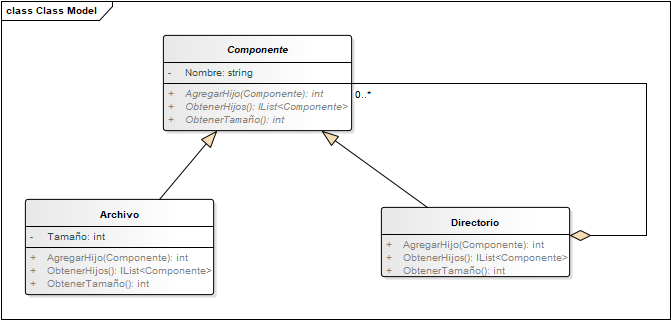 class Class Model
Componente
- Nombre: string
+ AgregarHijo(Componente): int
+ ObtenerHijos(): IList<Componente>
+ ObtenerTamaño(): int
0..*
Archivo
- Tamaño: int
+ AgregarHijo(Componente): int
+ ObtenerHijos(): IList<Componente>
+ ObtenerTamaño(): int
Directorio
+ AgregarHijo(Componente): int
+ ObtenerHijos(): IList<Componente>
+ ObtenerTamaño(): int